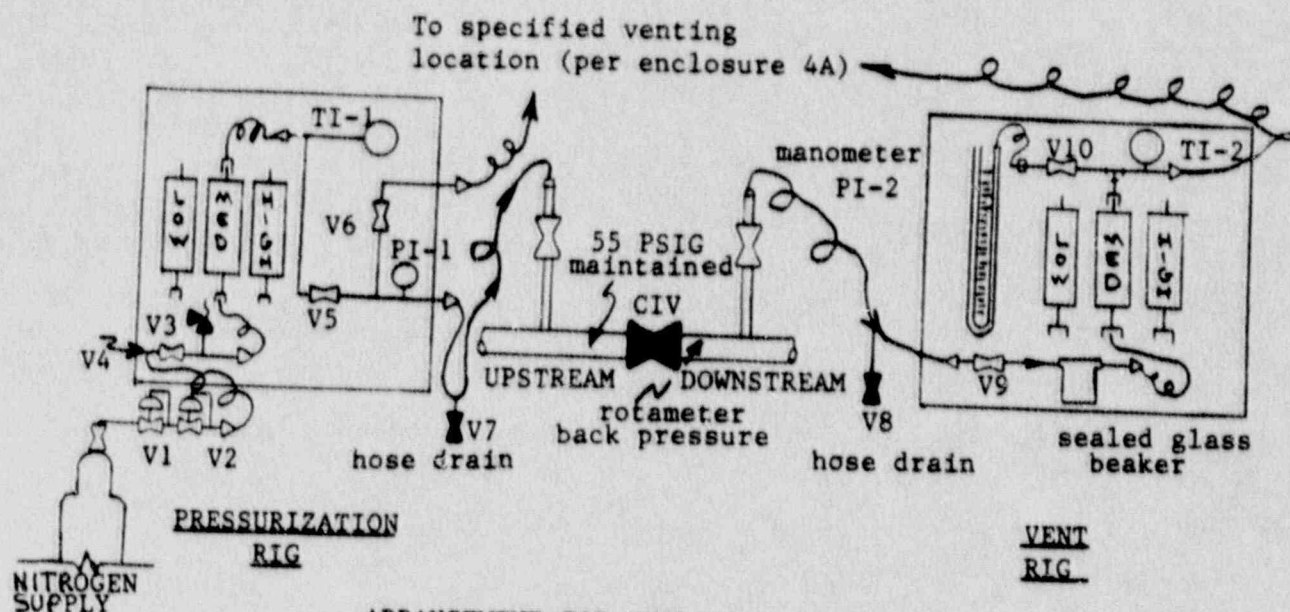 To specified venting
location (per enclosure 4A)
TI-1
LOW
MED
HIGH
V6
PI-1
V3
V4
V5
V1
V2
V7
hose drain
NITROGEN
SUPPLY
PRESSURIZATION
RIG
55 PSIG
maintained
CIV
UPSTREAM
DOWNSTREAM
rotameter
back pressure
manometer
PI-2
V8
hose drain
V10
TI-2
LOW
MED
HIGH
V9
sealed glass
beaker
VENT
RIG